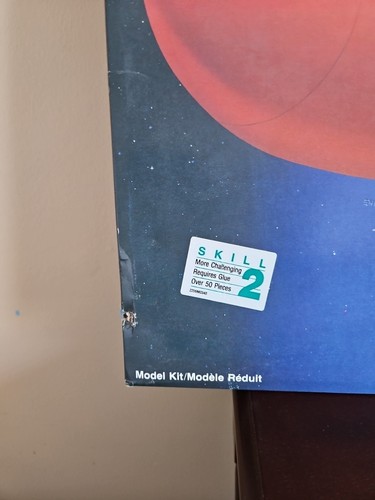 SKILL
More Challenging
Requires Glue
Over 50 Pieces
2
Model Kit/Modèle Réduit